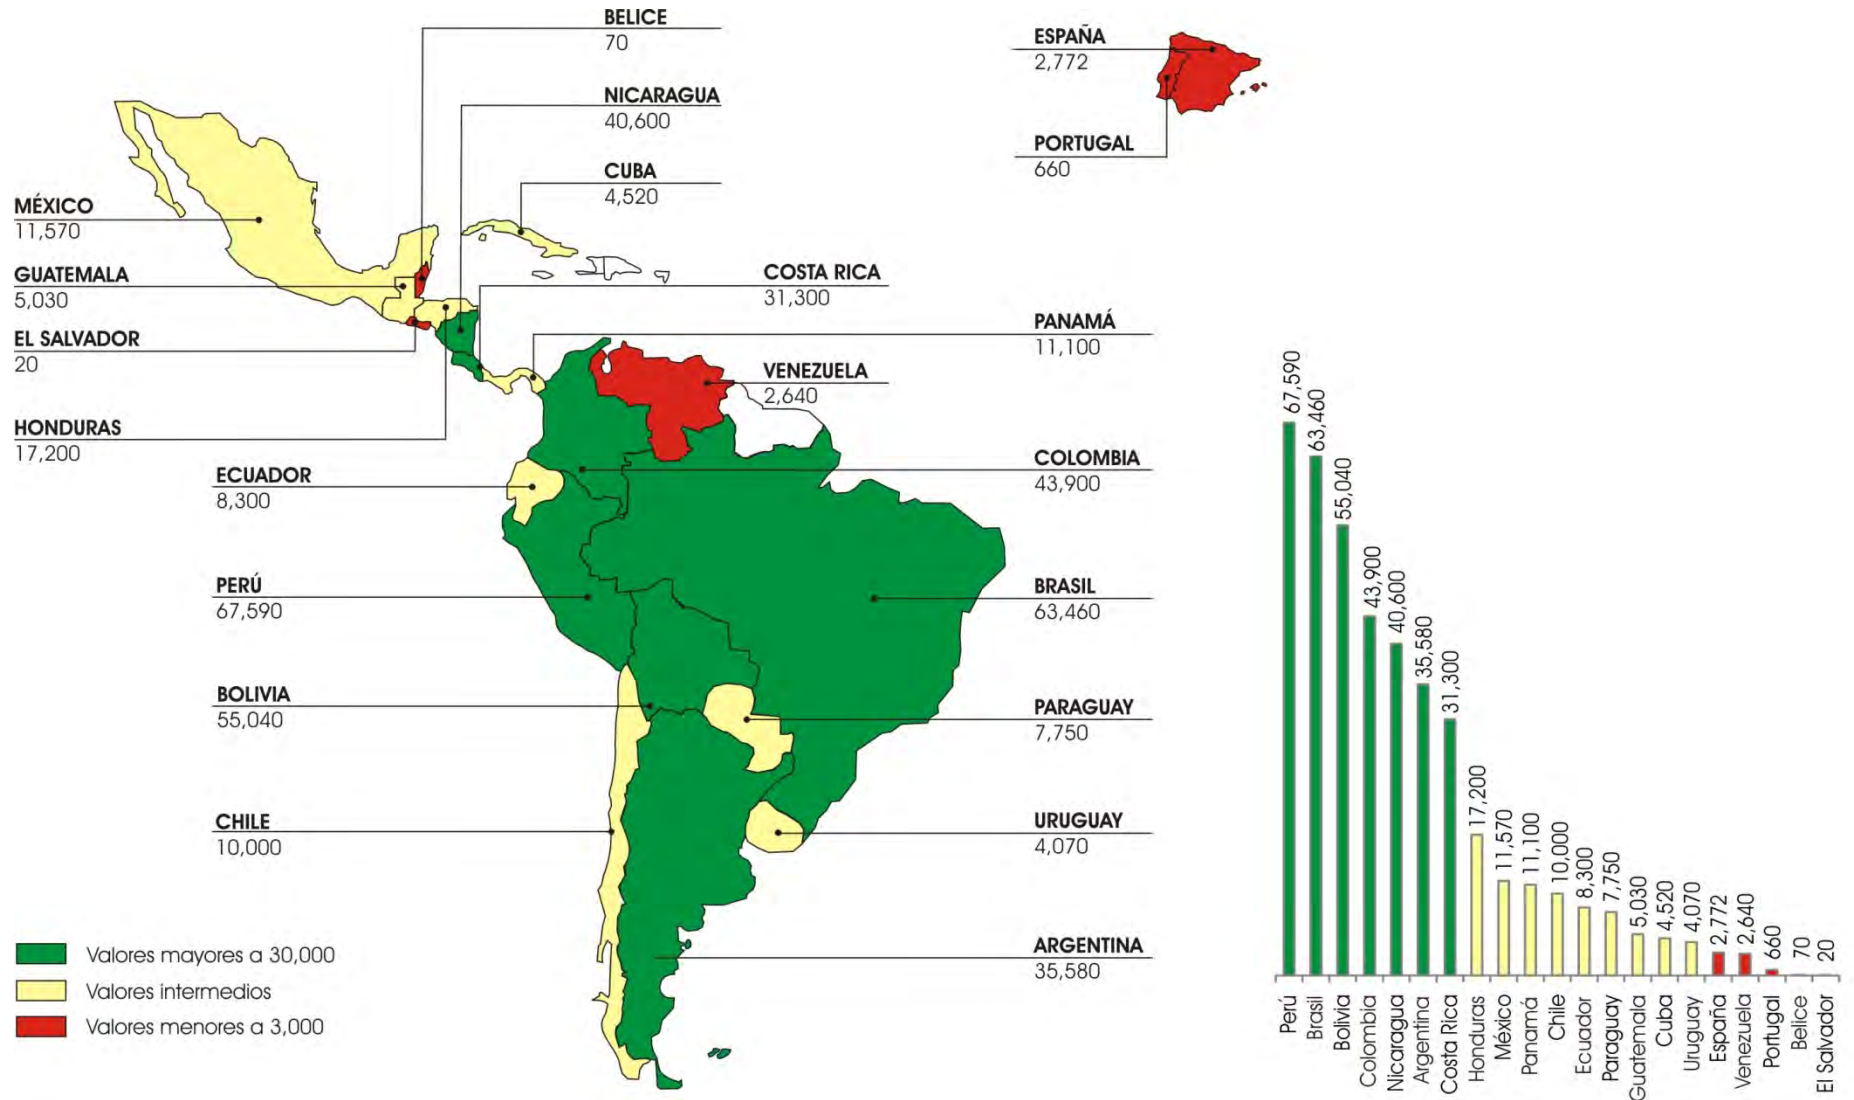 BELICE
70
NICARAGUA
40,600
CUBA
4,520
ESPAÑA
2,772
PORTUGAL
660
MÉXICO
11,570
GUATEMALA
5,030
EL SALVADOR
20
HONDURAS
17,200
COSTA RICA
31,300
PANAMÁ
11,100
VENEZUELA
2,640
ECUADOR
8,300
COLOMBIA
43,900
PERÚ
67,590
BRASIL
63,460
BOLIVIA
55,040
PARAGUAY
7,750
CHILE
10,000
URUGUAY
4,070
ARGENTINA
35,580
Valores mayores a 30,000
Valores intermedios
Valores menores a 3,000
67,590
63,460
55,040
43,900
40,600
35,580
31,300
17,200
11,570
11,100
10,000
8,300
7,750
5,030
4,520
4,070
2,772
2,640
660
70
20
Perú
Brasil
Bolivia
Colombia
Nicaragua
Argentina
Costa Rica
Honduras
México
Panamá
Chile
Ecuador
Paraguay
Guatemala
Cuba
Uruguay
España
Venezuela
Portugal
Belice
El Salvador